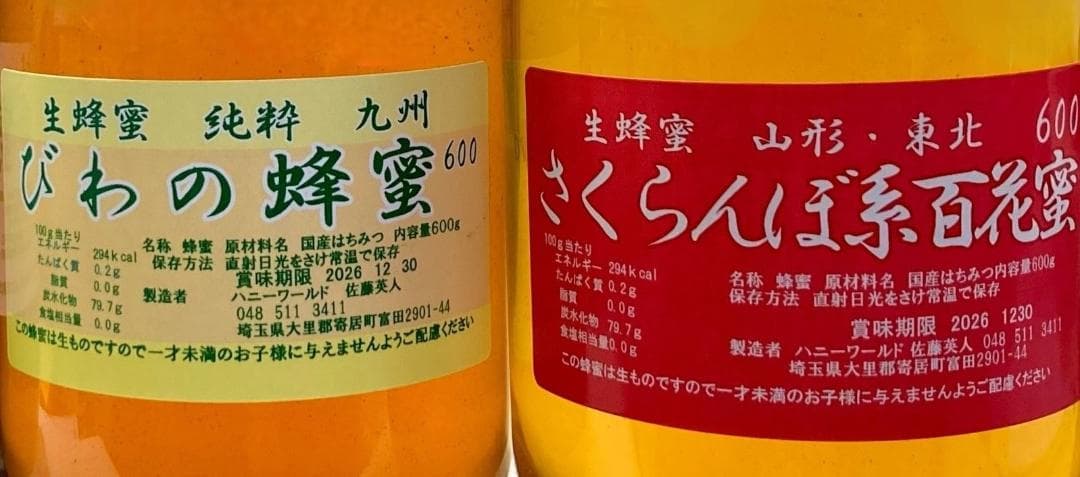 生蜂蜜 純粋 九州
びわの蜂蜜 600
100g当たり
エネルギー 294kcal
たんぱく質 0.2g
脂質 0.0g
炭水化物 79.7g
食塩相当量 0.0g
名称 蜂蜜 原材料名 国産はちみつ 内容量600g
保存方法 直射日光をさけ常温で保存
賞味期限 2026 12 30
製造者 ハニーワールド 佐藤英人
048 511 3411
埼玉県大里郡寄居町富田2901-44
この蜂蜜は生ものですので一才未満のお子様に与えませんようご配慮ください
生蜂蜜 山形・東北 600
さくらんぼ系百花蜜
100g当たり
エネルギー 294kcal
たんぱく質 0.2g
脂質 0.0g
炭水化物 79.7g
食塩相当量0.0g
名称 蜂蜜 原材料名 国産はちみつ内容量600g
保存方法 直射日光をさけ常温で保存
賞味期限 2026 1230
製造者 ハニーワールド 佐藤英人 048 511 3411
埼玉県大里郡寄居町富田2901-44
この蜂蜜は生ものですので一才未満のお子様に与えませんようご配慮ください